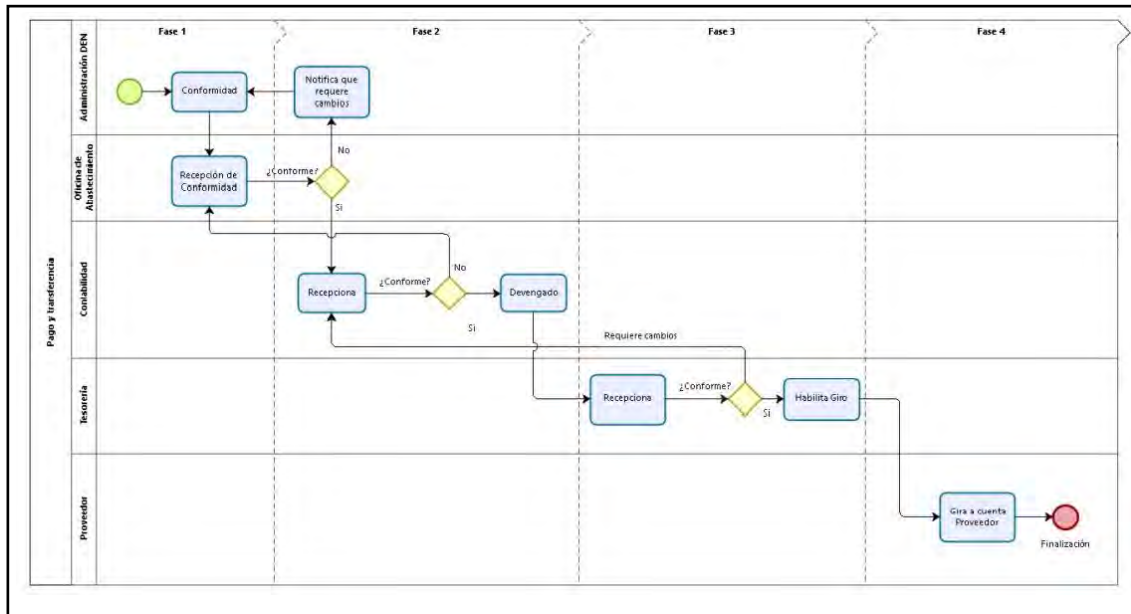 Fase 1
Fase 2
Fase 3
Fase 4
Pago y transferencia
Administración DEN
Conformidad
Notifica que
requere
cambios
Oficina de
Abastecimiento
Recepción de
Conformidad
¿Conforme?
No
Si
Contabilidad
Recepciona
¿Conforme?
No
Si
Devengado
Requiere cambios
Tesorería
Recepciona
¿Conforme?
Si
Habilita Giro
Proveedor
Gira a cuenta
Proveedor
Finalización